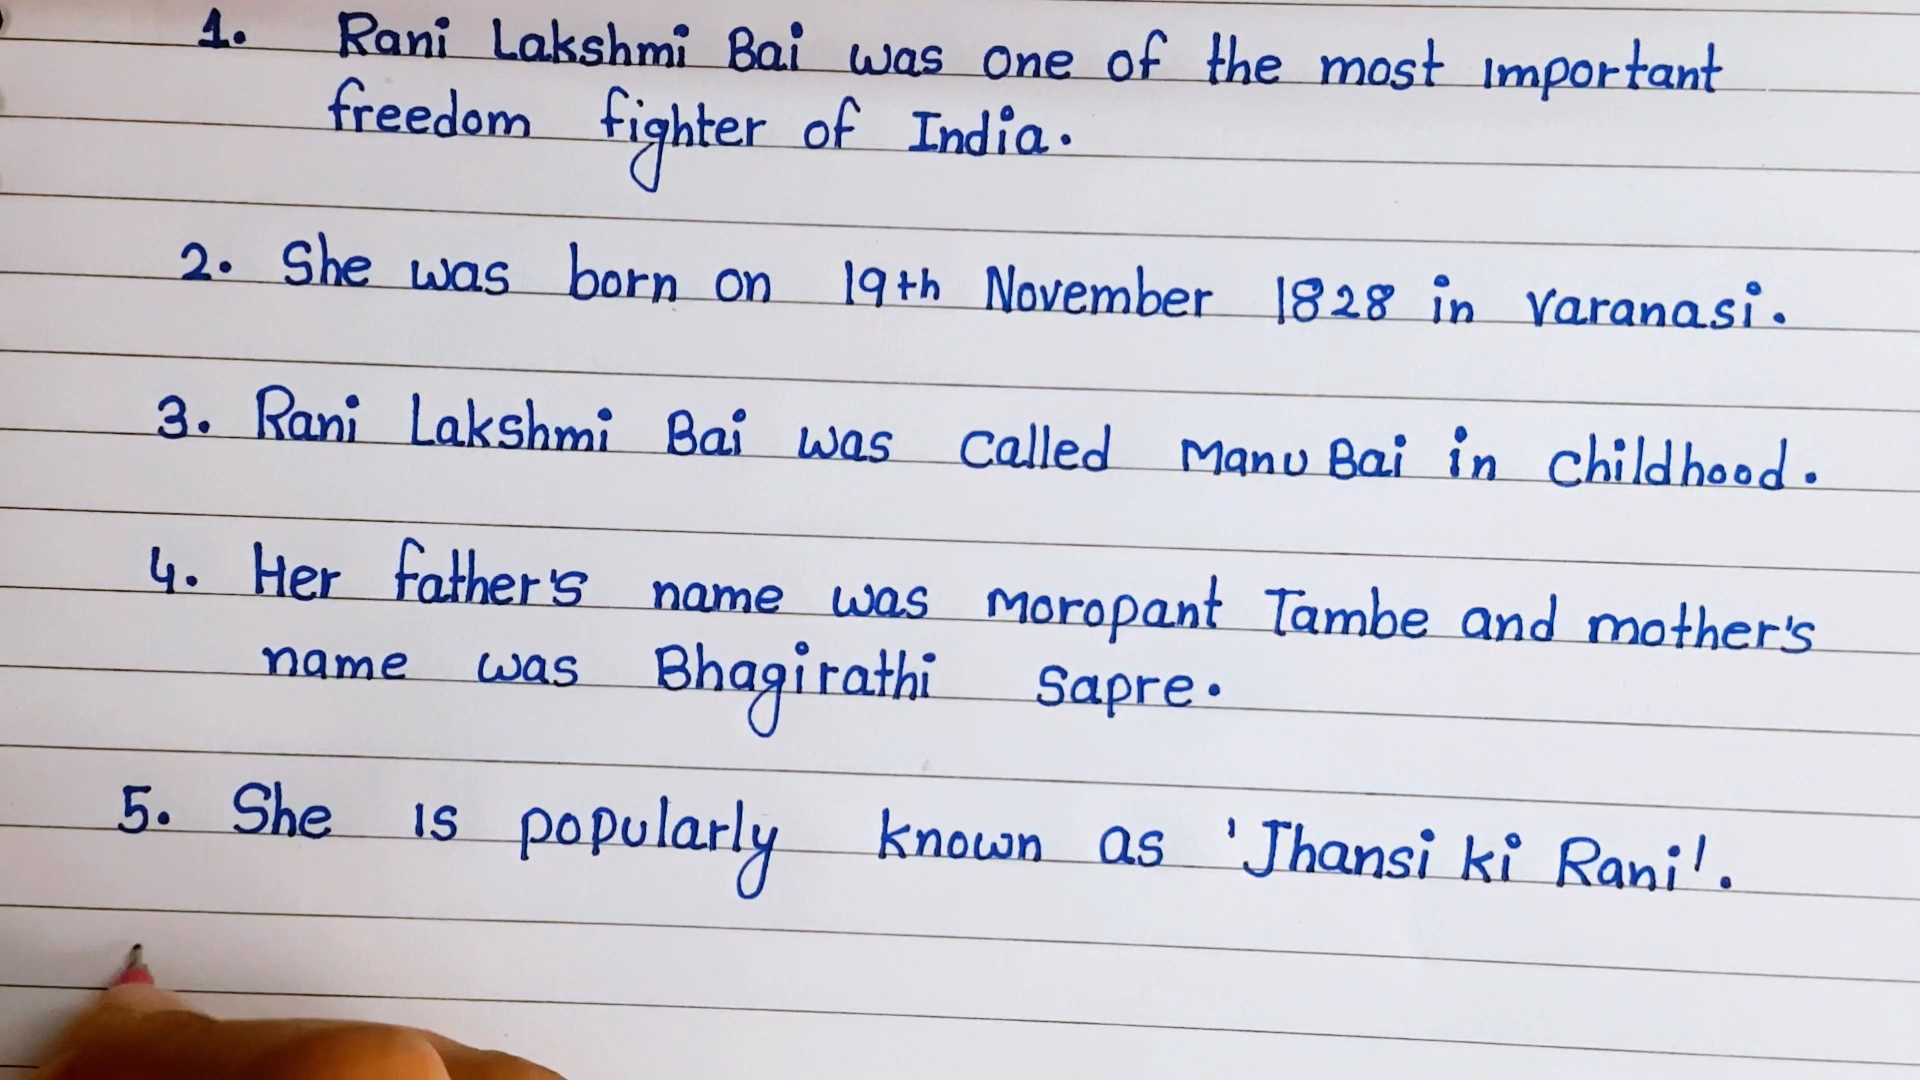 1. Rani Lakshmi Bai was one of the most important
freedom fighter of India.
2. She was born on 19th November 1828 in varanasi.
3. Rani Lakshmi Bai was called Manu Bai in childhood.
4. Her father's name was moropant Tambe and mother's
name was Bhagirathi sapre.
5. She is popularly known as 'Jhansi ki Rani'.